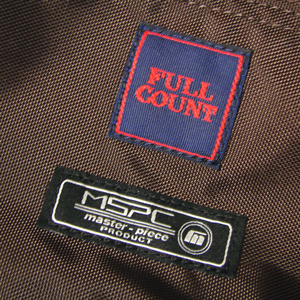 FULL
COUNT
MSPC
master-piece
PRODUCT
m